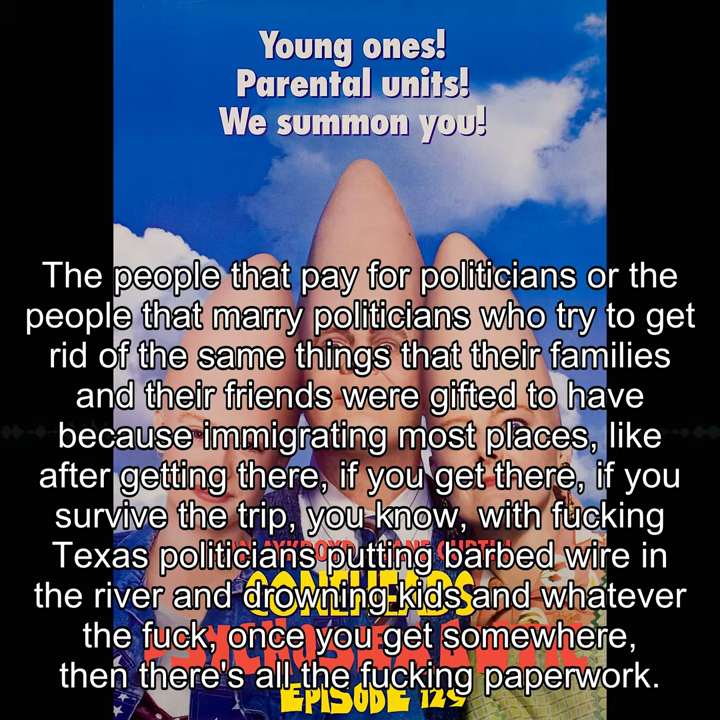 Young ones!
Parental units!
We summon you!
The people that pay for politicians or the
people that marry politicians who try to get
rid of the same things that their families
and their friends were gifted to have
because immigrating most places, like
after getting there, if you get there, if you
survive the trip, you know, with fucking
Texas politicians putting barbed wire in
the river and drowning kids and whatever
the fuck, once you get somewhere,
then there's all the fucking paperwork.
CONEHEADS
EPISODE 129